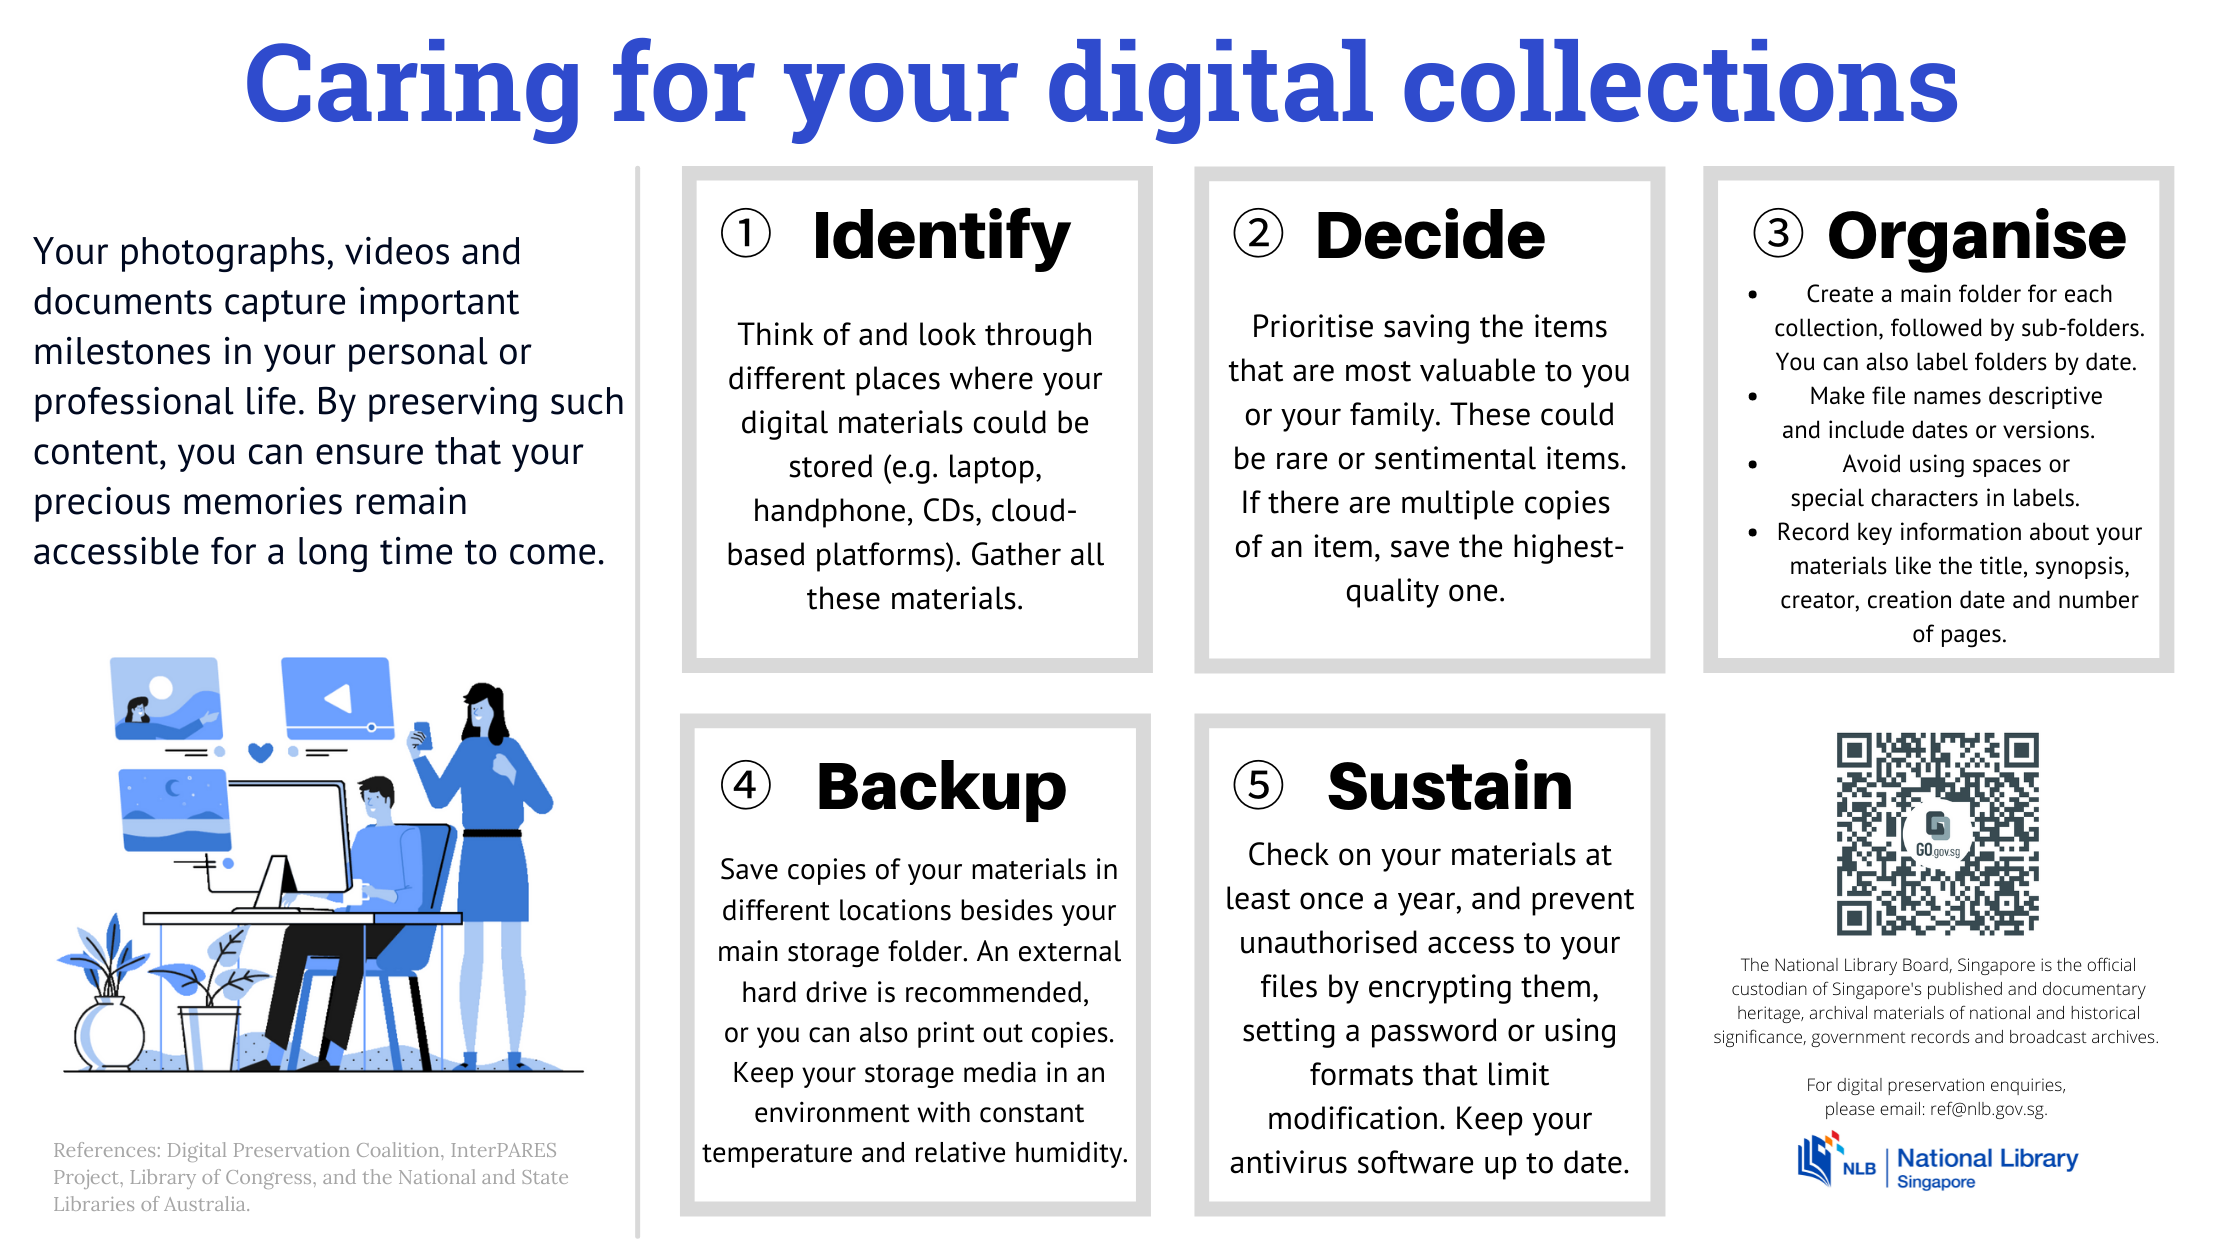 Caring for your digital collections
Your photographs, videos and
documents capture important
milestones in your personal or
professional life. By preserving such
content, you can ensure that your
precious memories remain
accessible for a long time to come.
References: Digital Preservation Coalition, InterPARES
Project, Library of Congress, and the National and State
Libraries of Australia.
① Identify
Think of and look through
different places where your
digital materials could be
stored (e.g. laptop,
handphone, CDs, cloud-
based platforms). Gather all
these materials.
② Decide
Prioritise saving the items
that are most valuable to you
or your family. These could
be rare or sentimental items.
If there are multiple copies
of an item, save the highest-
quality one.
③ Organise
• Create a main folder for each
collection, followed by sub-folders.
You can also label folders by date.
• Make file names descriptive
and include dates or versions.
• Avoid using spaces or
special characters in labels.
• Record key information about your
materials like the title, synopsis,
creator, creation date and number
of pages.
④ Backup
Save copies of your materials in
different locations besides your
main storage folder. An external
hard drive is recommended,
or you can also print out copies.
Keep your storage media in an
environment with constant
temperature and relative humidity.
⑤ Sustain
Check on your materials at
least once a year, and prevent
unauthorised access to your
files by encrypting them,
setting a password or using
formats that limit
modification. Keep your
antivirus software up to date.
GO.gov.sg
The National Library Board, Singapore is the official
custodian of Singapore's published and documentary
heritage, archival materials of national and historical
significance, government records and broadcast archives.
For digital preservation enquiries,
please email: ref@nlb.gov.sg.
NLB National Library
Singapore